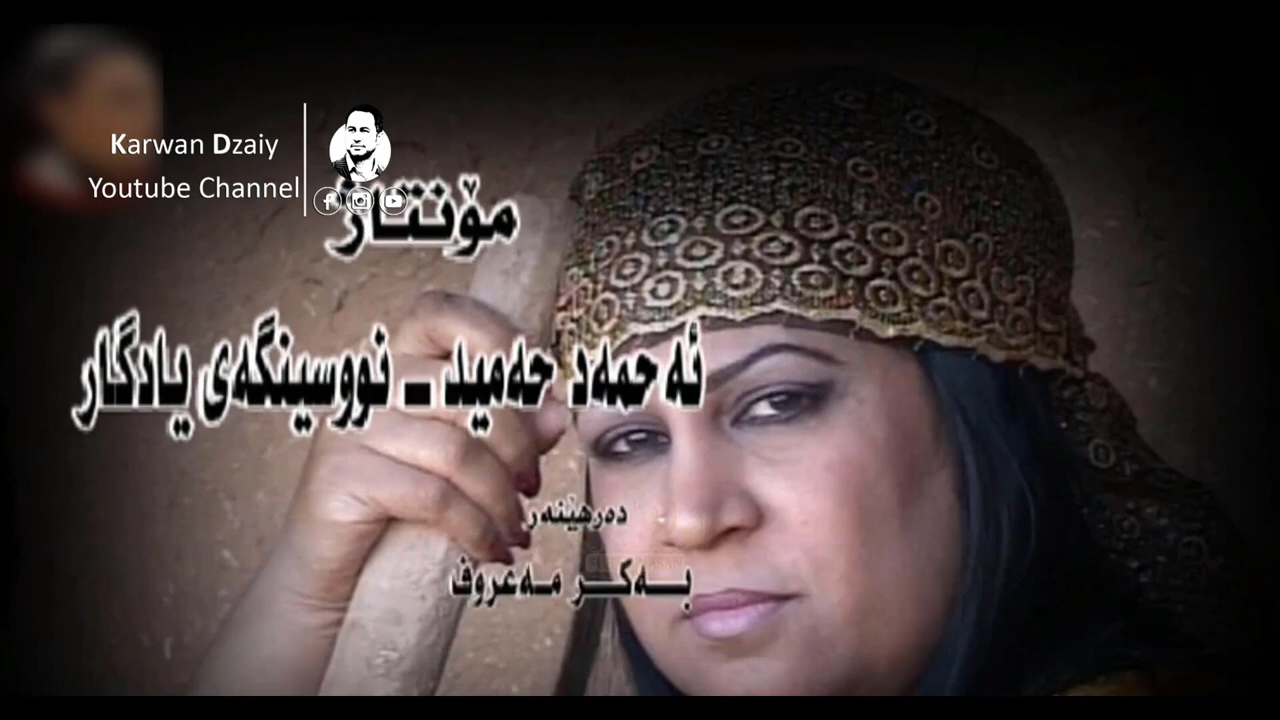 Karwan Dzaiy
Youtube Channel
مۆنتاژ
ئەحمەد حەمید - نووسینگەی یادگار
دەرهێنەر
بەکر مەعروف